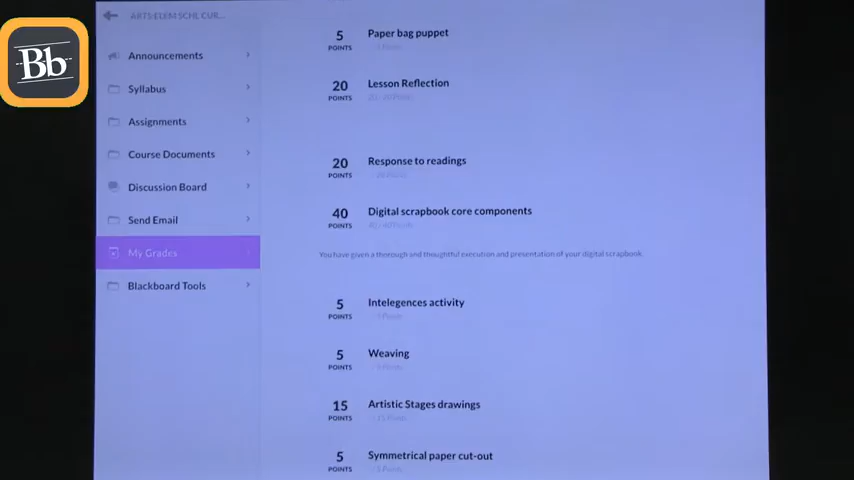 Bb
ARTS ELEM SCHL CUR...
Announcements
Syllabus
Assignments
Course Documents
Discussion Board
Send Email
My Grades
Blackboard Tools
5 POINTS
Paper bag puppet
20 POINTS
Lesson Reflection
20 POINTS
Response to readings
40 POINTS
Digital scrapbook core components
You have given a thorough and thoughtful execution and presentation of your digital scrapbook.
5 POINTS
Intelegences activity
5 POINTS
Weaving
15 POINTS
Artistic Stages drawings
5 POINTS
Symmetrical paper cut-out